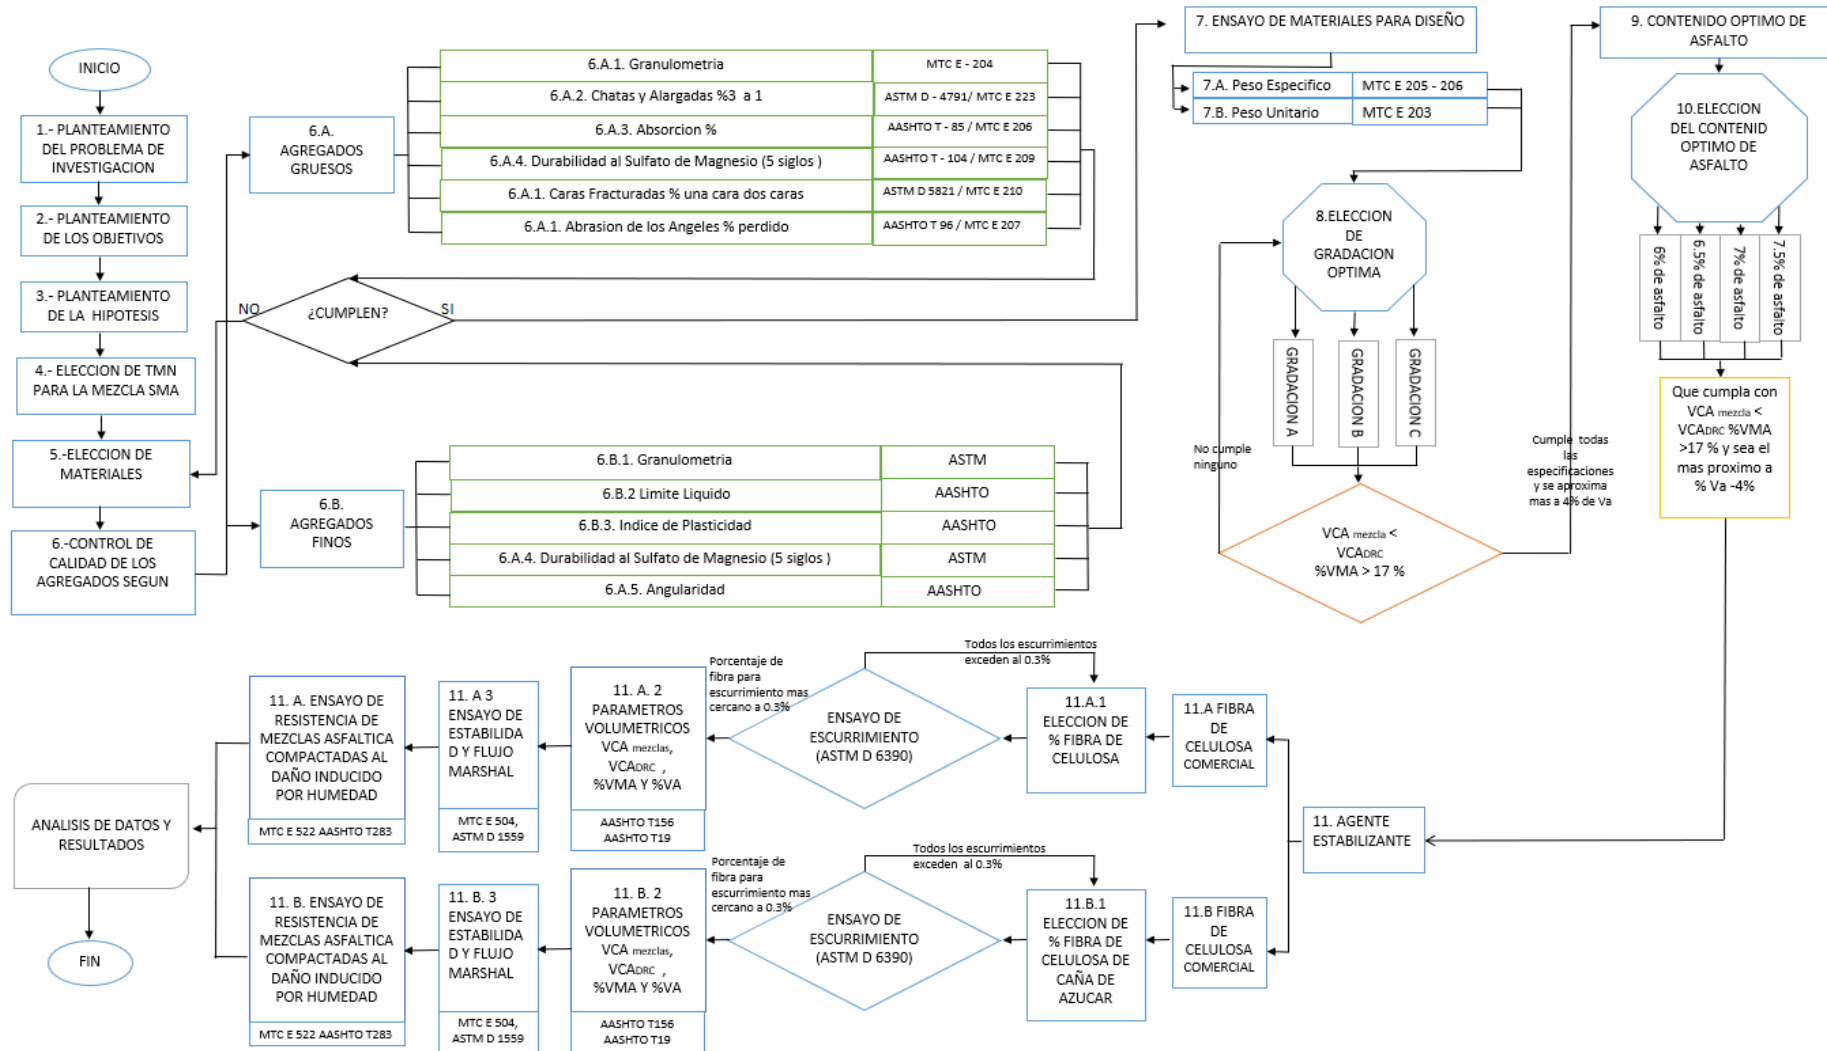 INICIO
1.- PLANTEAMIENTO
DEL PROBLEMA DE
INVESTIGACION
2.- PLANTEAMIENTO
DE LOS OBJETIVOS
3.- PLANTEAMIENTO
DE LA HIPOTESIS
4.- ELECCION DE TMN
PARA LA MEZCLA SMA
5.-ELECCION DE
MATERIALES
6.-CONTROL DE
CALIDAD DE LOS
AGREGADOS SEGUN
6.A.
AGREGADOS
GRUESOS
6.A.1. Granulometria
MTC E - 204
6.A.2. Chatas y Alargadas %3 a 1
ASTM D - 4791/ MTC E 223
6.A.3. Absorcion %
AASHTO T - 85 / MTC E 206
6.A.4. Durabilidad al Sulfato de Magnesio (5 siglos )
AASHTO T - 104 / MTC E 209
6.A.1. Caras Fracturadas % una cara dos caras
ASTM D 5821 / MTC E 210
6.A.1. Abrasion de los Angeles % perdido
AASHTO T 96 / MTC E 207
NO
¿CUMPLEN?
SI
6.B.
AGREGADOS
FINOS
6.B.1. Granulometria
ASTM
6.B.2 Limite Liquido
AASHTO
6.B.3. Indice de Plasticidad
AASHTO
6.A.4. Durabilidad al Sulfato de Magnesio (5 siglos )
ASTM
6.A.5. Angularidad
AASHTO
7. ENSAYO DE MATERIALES PARA DISEÑO
7.A. Peso Especifico
MTC E 205 - 206
7.B. Peso Unitario
MTC E 203
8.ELECCION
DE
GRADACION
OPTIMA
GRADACION A
GRADACION B
GRADACION C
No cumple
ninguno
VCA mezcla <
VCADRC
%VMA > 17 %
Cumple todas
las
especificaciones
y se aproxima
mas a 4% de Va
9. CONTENIDO OPTIMO DE
ASFALTO
10.ELECCION
DEL CONTENID
OPTIMO DE
ASFALTO
6% de asfalto
6.5% de asfalto
7% de asfalto
7.5% de asfalto
Que cumpla con
VCA mezcla <
VCADRC %VMA
>17 % y sea el
mas proximo a
% Va -4%
11. AGENTE
ESTABILIZANTE
11.A FIBRA
DE
CELULOSA
COMERCIAL
11.A.1
ELECCION DE
% FIBRA DE
CELULOSA
Todos los escurrimientos
exceden al 0.3%
ENSAYO DE
ESCURRIMIENTO
(ASTM D 6390)
Porcentaje de
fibra para
escurrimiento mas
cercano a 0.3%
11. A. 2
PARAMETROS
VOLUMETRICOS
VCA mezclas,
VCADRC ,
%VMA Y %VA
AASHTO T156
AASHTO T19
11. A 3
ENSAYO DE
ESTABILIDA
D Y FLUJO
MARSHAL
MTC E 504,
ASTM D 1559
11. A. ENSAYO DE
RESISTENCIA DE
MEZCLAS ASFALTICA
COMPACTADAS AL
DAÑO INDUCIDO
POR HUMEDAD
MTC E 522 AASHTO T283
11.B FIBRA
DE
CELULOSA
COMERCIAL
11.B.1
ELECCION DE
% FIBRA DE
CELULOSA DE
CAÑA DE
AZUCAR
Todos los escurrimientos
exceden al 0.3%
ENSAYO DE
ESCURRIMIENTO
(ASTM D 6390)
Porcentaje de
fibra para
escurrimiento mas
cercano a 0.3%
11. B. 2
PARAMETROS
VOLUMETRICOS
VCA mezclas,
VCADRC ,
%VMA Y %VA
AASHTO T156
AASHTO T19
11. B. 3
ENSAYO DE
ESTABILIDA
D Y FLUJO
MARSHAL
MTC E 504,
ASTM D 1559
11. B. ENSAYO DE
RESISTENCIA DE
MEZCLAS ASFALTICA
COMPACTADAS AL
DAÑO INDUCIDO
POR HUMEDAD
MTC E 522 AASHTO T283
ANALISIS DE DATOS Y
RESULTADOS
FIN